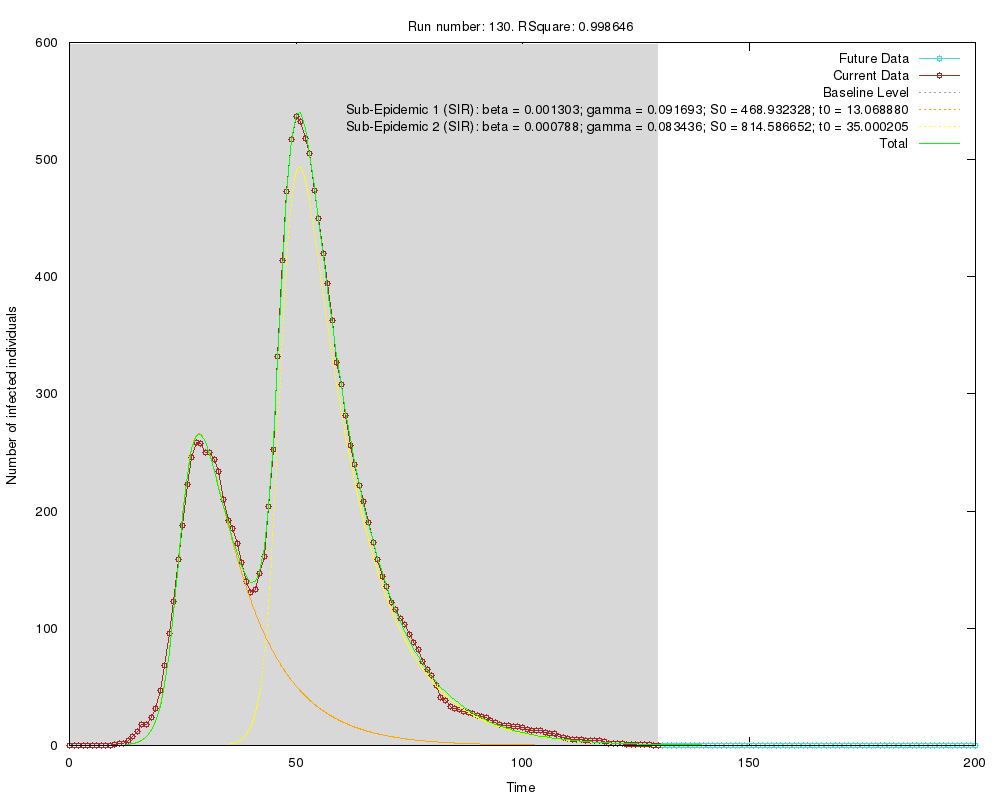 Run number: 130. RSquare: 0.998646
600
500
400
300
200
100
0
Number of infected individuals
Future Data
Current Data
Baseline Level
Sub-Epidemic 1 (SIR): beta = 0.001303; gamma = 0.091693; S0 = 468.932328; t0 = 13.068880
Sub-Epidemic 2 (SIR): beta = 0.000788; gamma = 0.083436; S0 = 814.586652; t0 = 35.000205
Total
0
50
100
150
200
Time